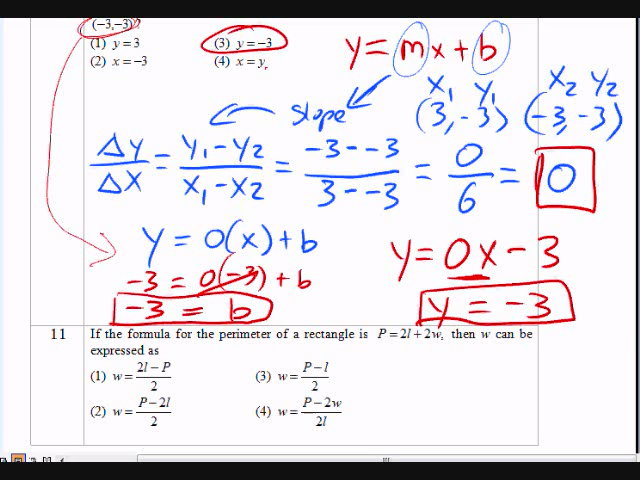 (-3,-3)?
(1) y = 3 (3) y = -3
(2) x = -3 (4) x = y,
y = mx + b
slope
X₁ Y₁ X₂ Y₂
(3, -3) (-3, -3)
ΔY/ΔX = (Y₁ - Y₂)/(X₁ - X₂) = (-3 - -3)/(3 - -3) = 0/6 = 0
y = 0(x) + b
-3 = 0(-3) + b
-3 = b
y = 0x - 3
y = -3
11 If the formula for the perimeter of a rectangle is P = 2l + 2w, then w can be
expressed as
(1) w = (2l - P)/2 (3) w = (P - l)/2
(2) w = (P - 2l)/2 (4) w = (P - 2w)/2l